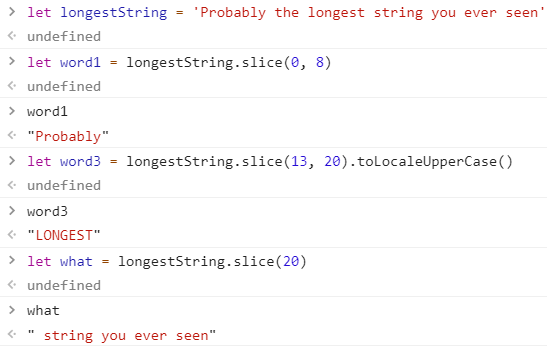 > let longestString = 'Probably the longest string you ever seen'
<· undefined
> let word1 = longestString.slice(0, 8)
<· undefined
> word1
<· "Probably"
> let word3 = longestString.slice(13, 20).toLocaleUpperCase()
<· undefined
> word3
<· "LONGEST"
> let what = longestString.slice(20)
<· undefined
> what
<· " string you ever seen"